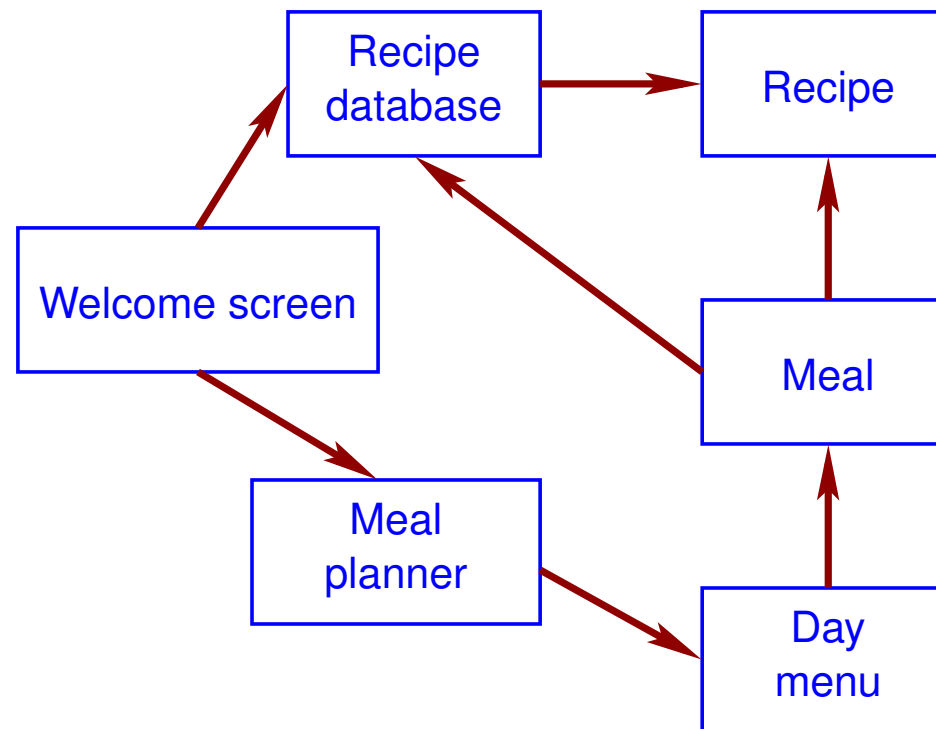 Recipe
database
Recipe
Welcome screen
Meal
Meal
planner
Day
menu